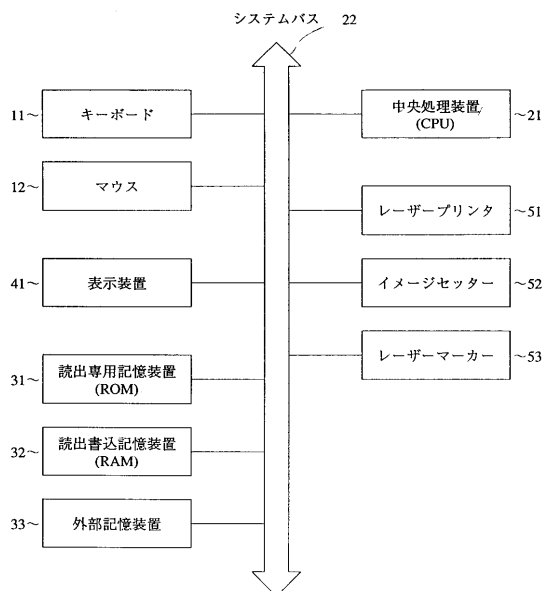 システムバス 22
11~ キーボード
12~ マウス
41~ 表示装置
31~ 読出専用記憶装置
(ROM)
32~ 読出書込記憶装置
(RAM)
33~ 外部記憶装置
中央処理装置
(CPU) ~21
レーザープリンタ ~51
イメージセッター ~52
レーザーマーカー ~53